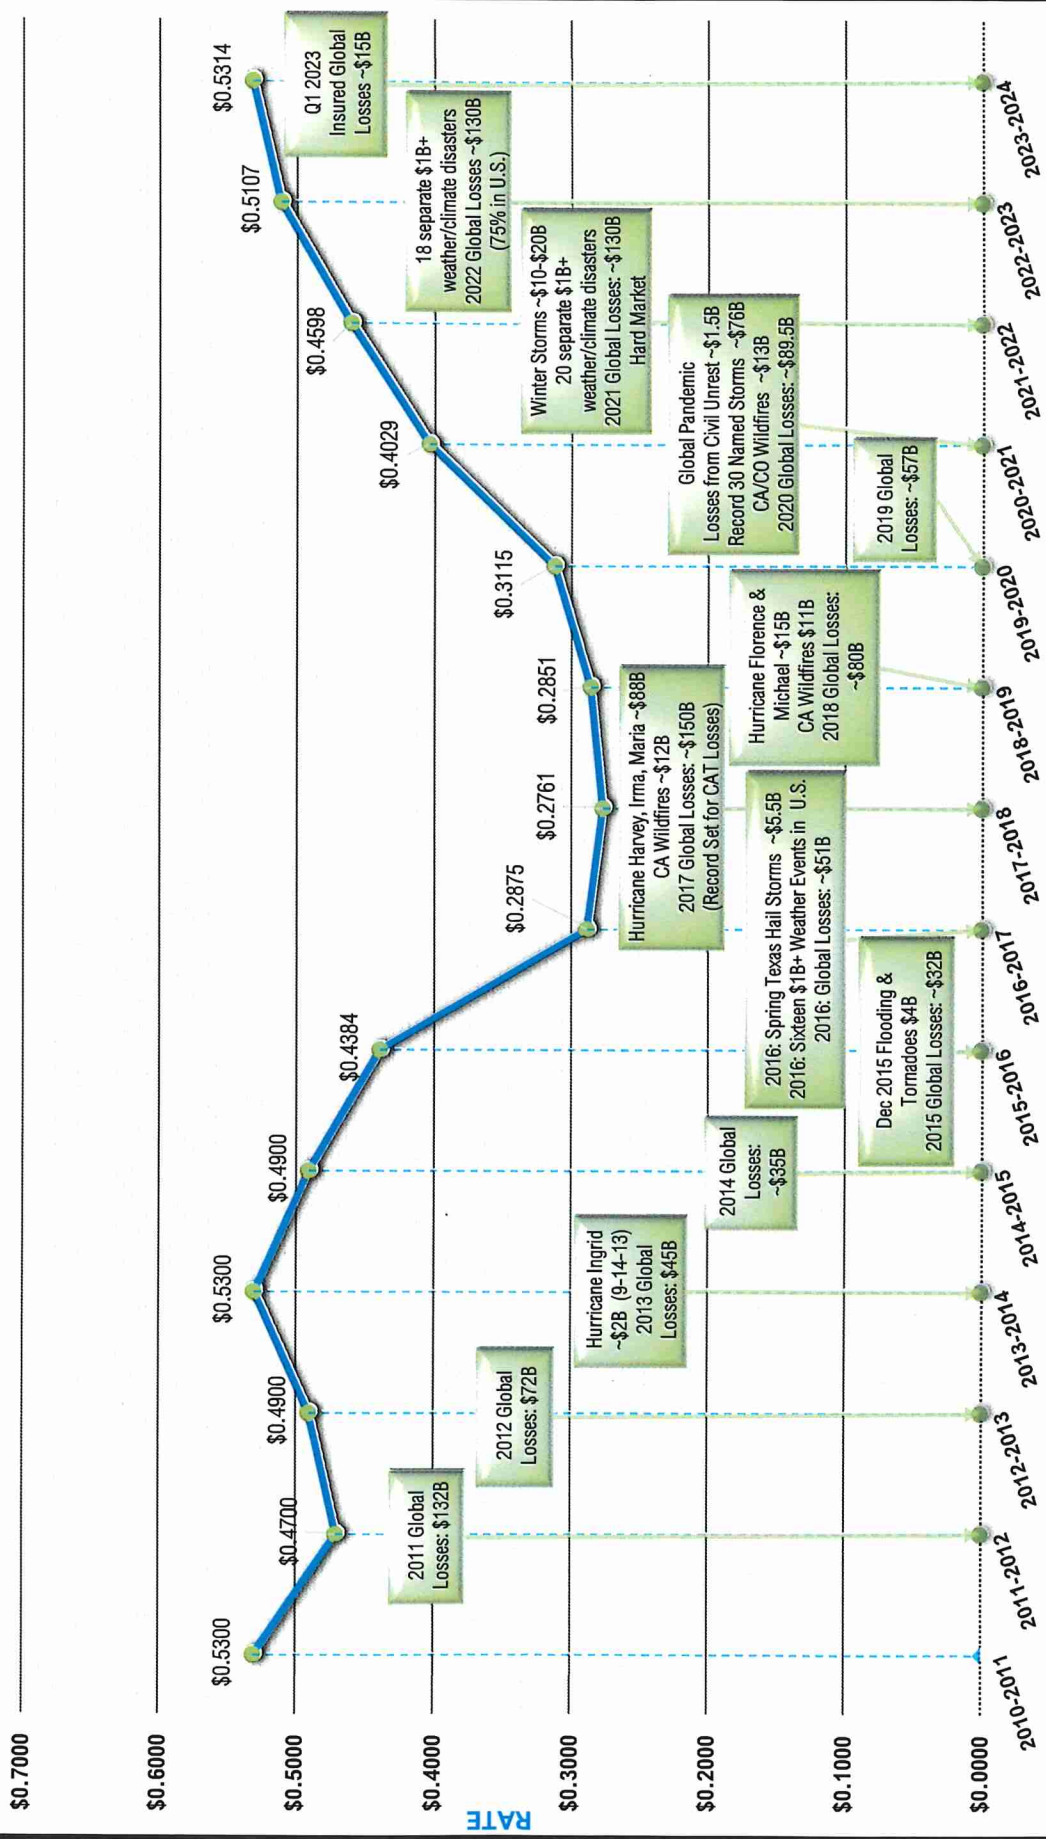 $0.7000
$0.6000
$0.5000
$0.4000
$0.3000
$0.2000
$0.1000
$0.0000
RATE
$0.5300
$0.4700
$0.4900
$0.5300
$0.4900
$0.4384
$0.2875
$0.2761
$0.2851
$0.3115
$0.4029
$0.4598
$0.5107
$0.5314
2011 Global
Losses: $132B
2012 Global
Losses: $72B
Hurricane Ingrid
~$2B (9-14-13)
2013 Global
Losses: $45B
2014 Global
Losses:
~$35B
Dec 2015 Flooding &
Tornadoes $4B
2015 Global Losses: ~$32B
2016: Spring Texas Hail Storms ~$5.5B
2016: Sixteen $1B+ Weather Events in U.S.
2016: Global Losses: ~$51B
Hurricane Harvey, Irma, Maria ~$88B
CA Wildfires ~$12B
2017 Global Losses: ~$150B
(Record Set for CAT Losses)
Hurricane Florence &
Michael ~$15B
CA Wildfires $11B
2018 Global Losses:
~$80B
2019 Global
Losses: ~$57B
Global Pandemic
Losses from Civil Unrest ~$1.5B
Record 30 Named Storms ~$76B
CA/CO Wildfires ~$13B
2020 Global Losses: ~$89.5B
Winter Storms ~$10-$20B
20 separate $1B+
weather/climate disasters
2021 Global Losses: ~$130B
Hard Market
18 separate $1B+
weather/climate disasters
2022 Global Losses ~$130B
(75% in U.S.)
Q1 2023
Insured Global
Losses ~$15B
2010-2011
2011-2012
2012-2013
2013-2014
2014-2015
2015-2016
2016-2017
2017-2018
2018-2019
2019-2020
2020-2021
2021-2022
2022-2023
2023-2024